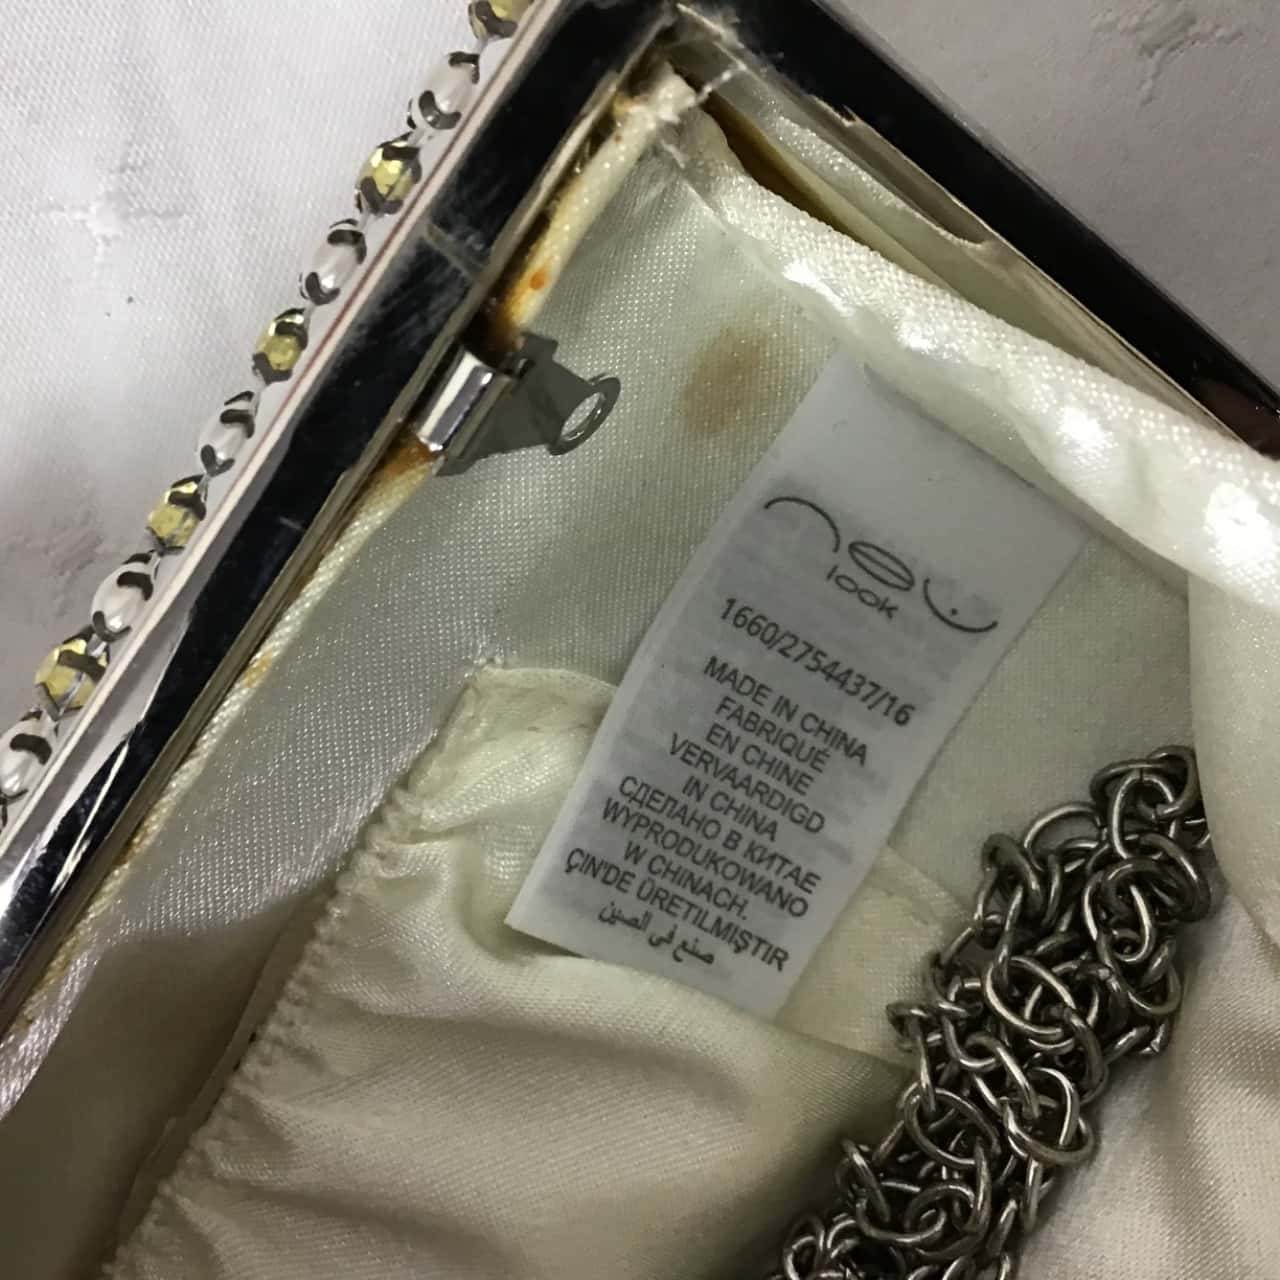 new
look
1660/2754437/16
MADE IN CHINA
FABRIQUÉ
EN CHINE
VERVAARDIGD
IN CHINA
СДЕЛАНО В КИТАЕ
WYPRODUKOWANO
W CHINACH.
ÇIN'DE ÜRETILMIŞTIR
صنع في الصين